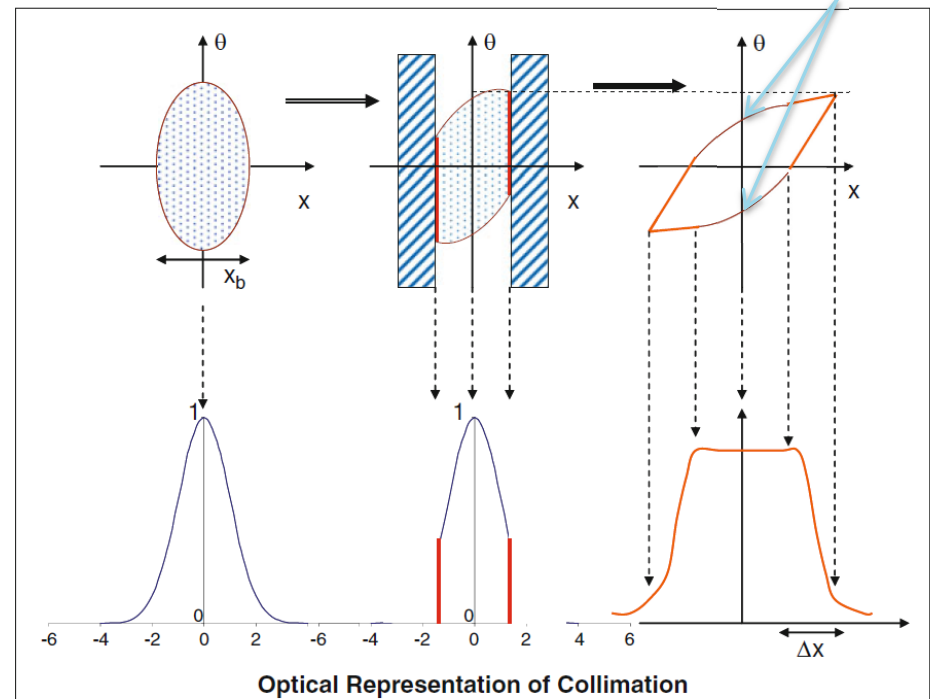 θ
θ
θ
x
x
x
xb
1
1
0
0
-6 -4 -2 0 2 4 -6 -4 -2 0 2 4 6
Δx
Optical Representation of Collimation